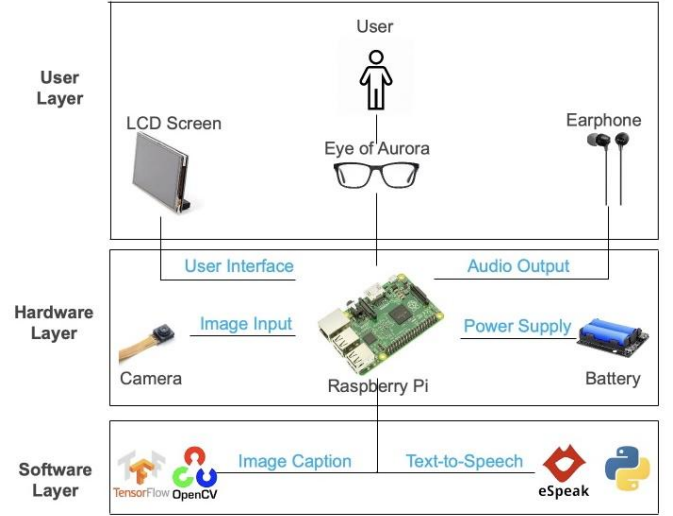 User
User
Layer
LCD Screen
Earphone
Eye of Aurora
User Interface
Audio Output
Hardware
Layer
Image Input
Power Supply
Camera
Raspberry Pi
Battery
Software
Layer
Image Caption
Text-to-Speech
TensorFlow
OpenCV
eSpeak